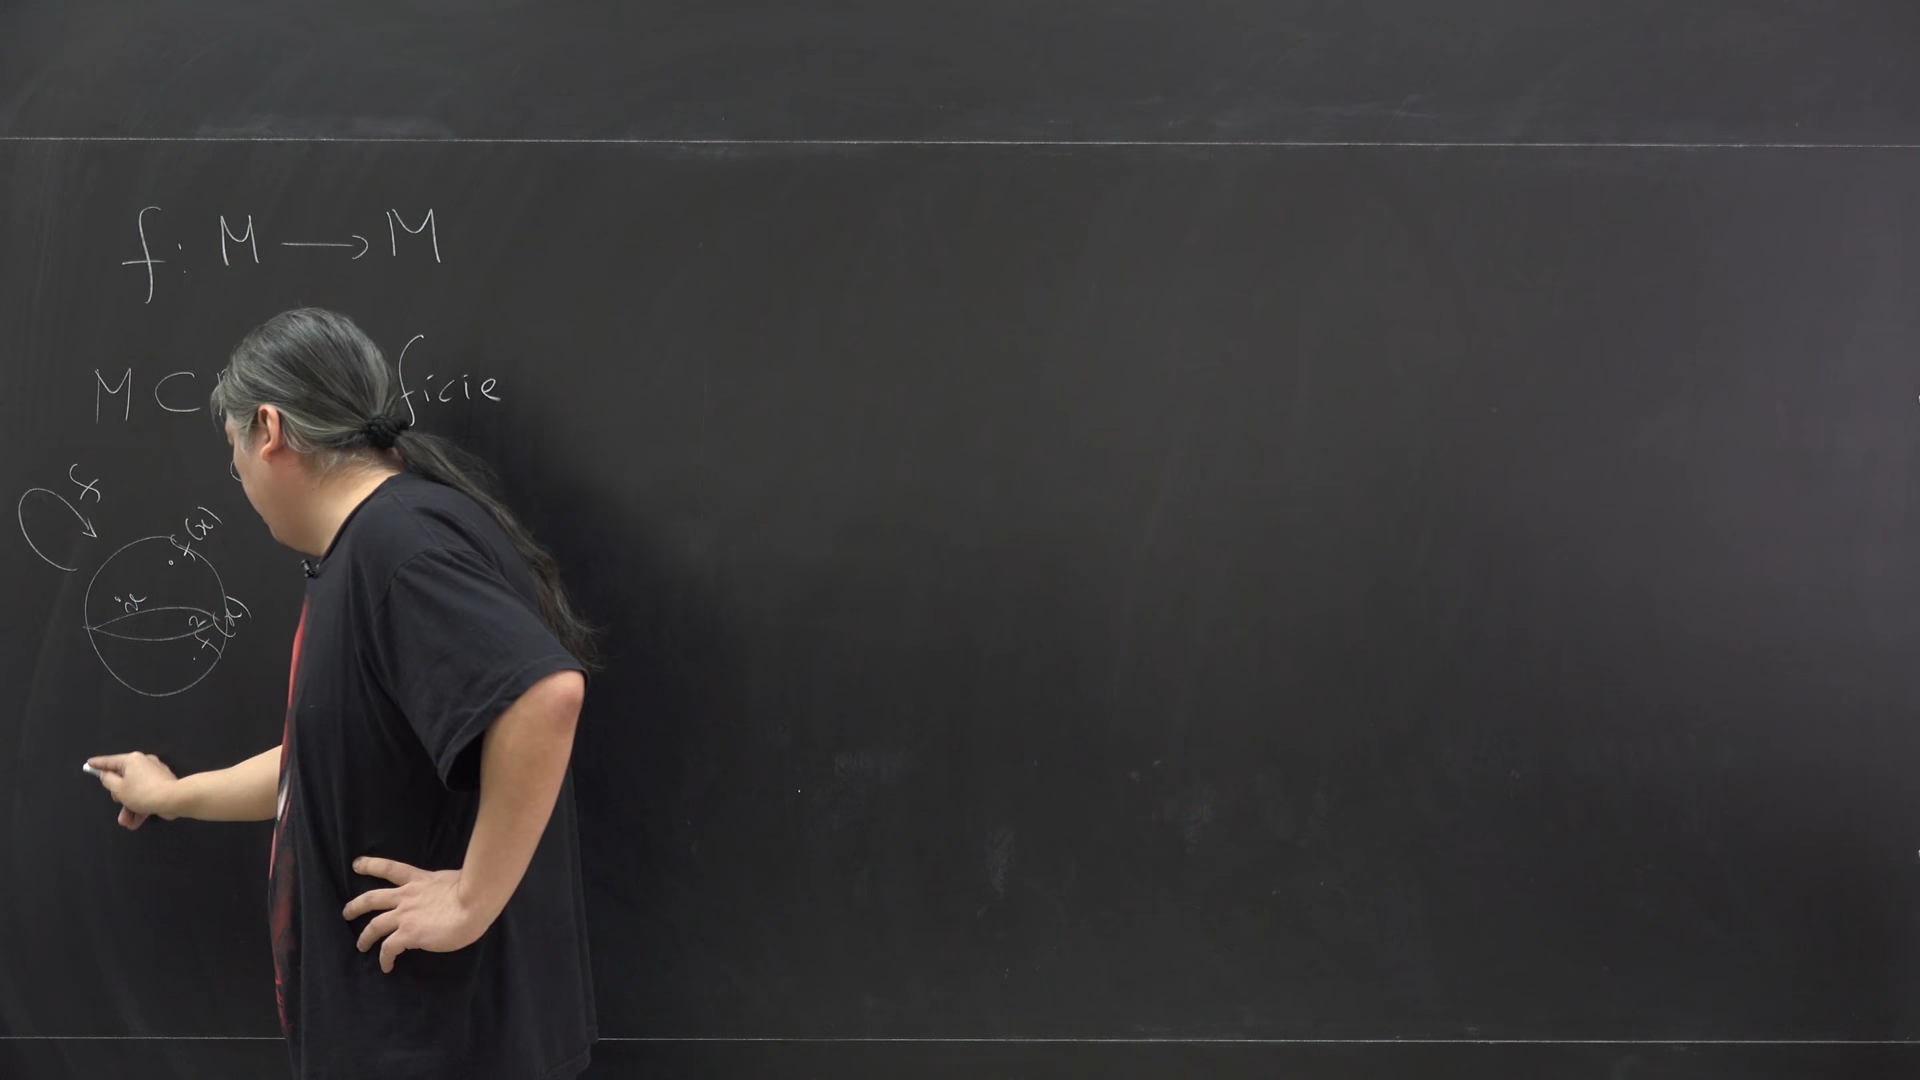 f: M → M
M C ficie
f
f(x)
x
f²(x)